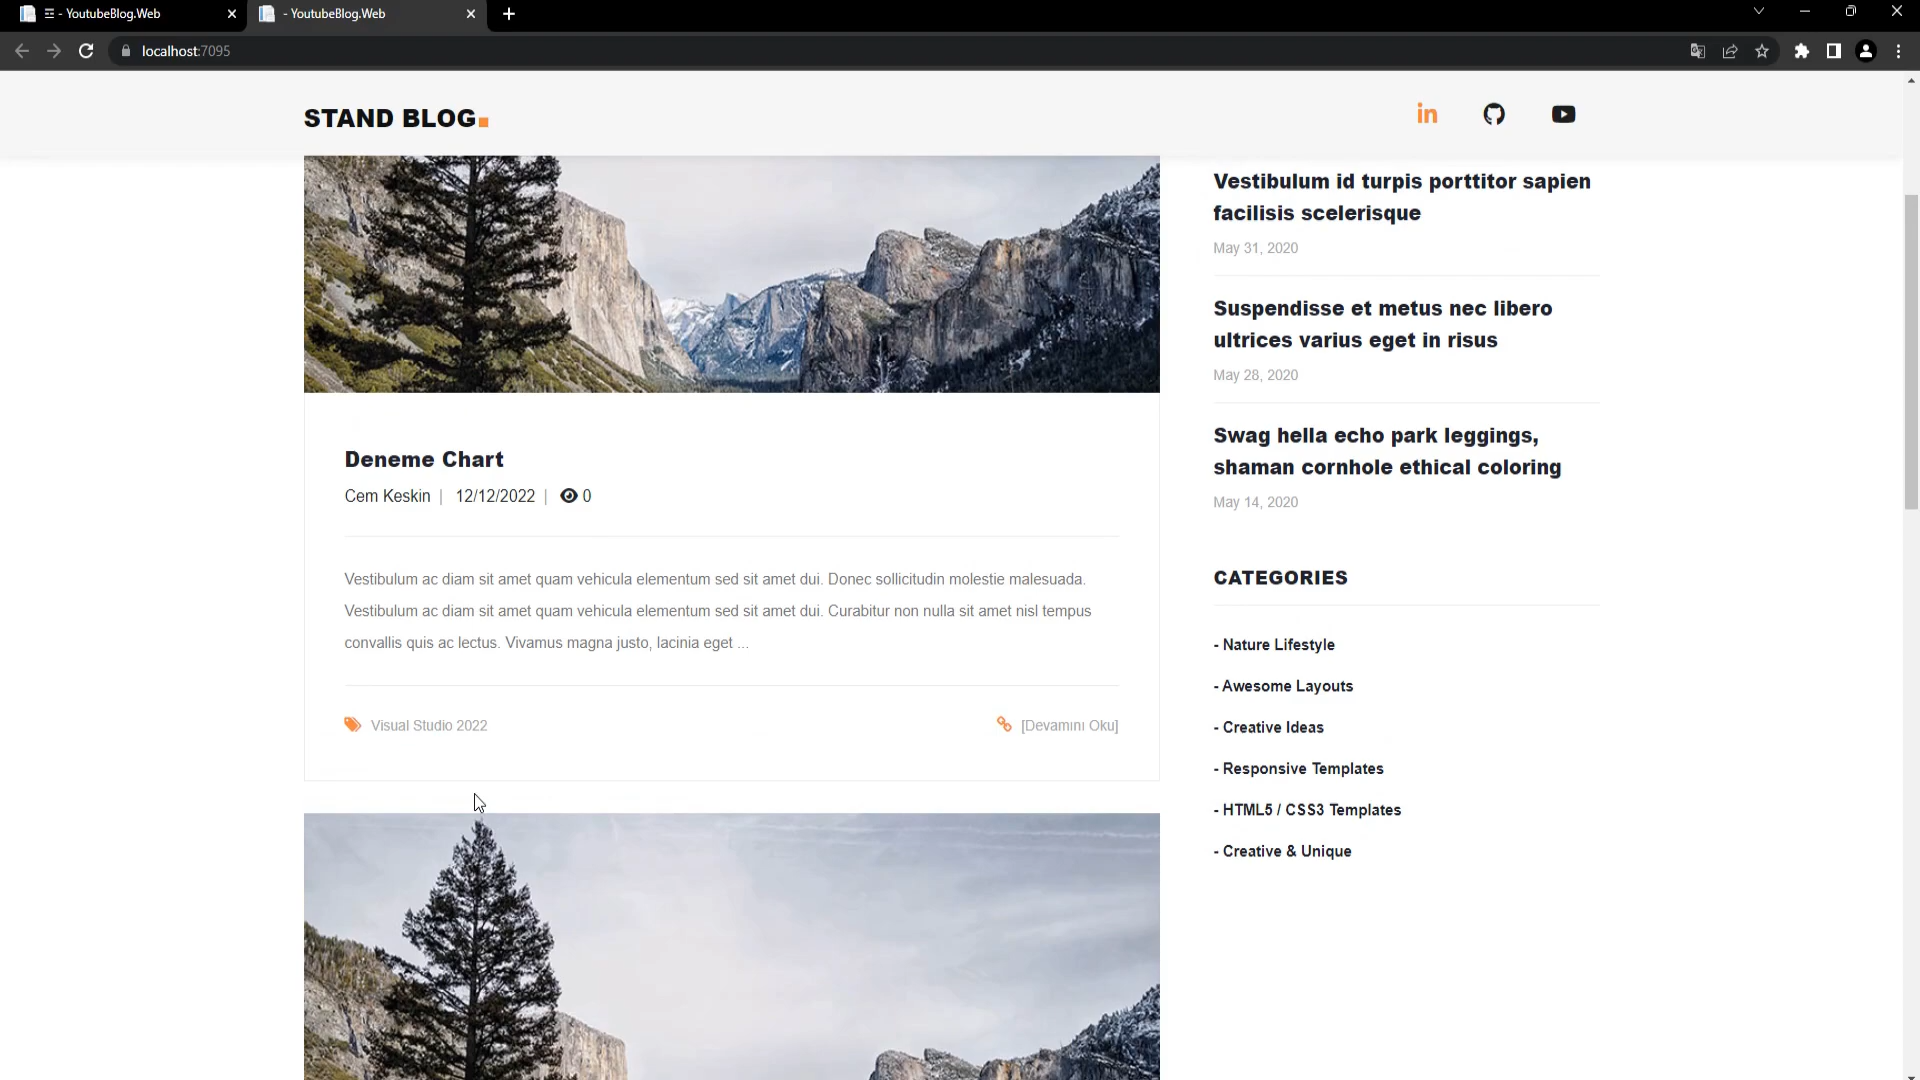 ☲ - YoutubeBlog.Web
- YoutubeBlog.Web
localhost:7095
STAND BLOG.
Deneme Chart
Cem Keskin | 12/12/2022 | 0
Vestibulum ac diam sit amet quam vehicula elementum sed sit amet dui. Donec sollicitudin molestie malesuada.
Vestibulum ac diam sit amet quam vehicula elementum sed sit amet dui. Curabitur non nulla sit amet nisl tempus
convallis quis ac lectus. Vivamus magna justo, lacinia eget ...
Visual Studio 2022
[Devamını Oku]
Vestibulum id turpis porttitor sapien
facilisis scelerisque
May 31, 2020
Suspendisse et metus nec libero
ultrices varius eget in risus
May 28, 2020
Swag hella echo park leggings,
shaman cornhole ethical coloring
May 14, 2020
CATEGORIES
- Nature Lifestyle
- Awesome Layouts
- Creative Ideas
- Responsive Templates
- HTML5 / CSS3 Templates
- Creative & Unique